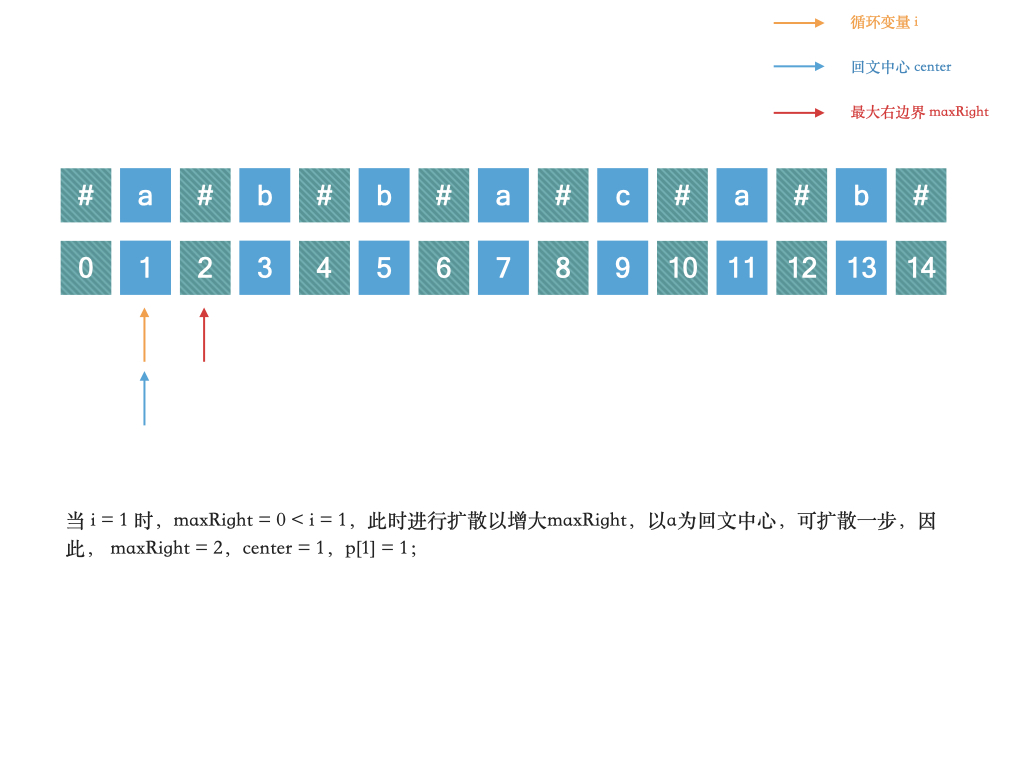 循环变量 i
回文中心 center
最大右边界 maxRight
# a # b # b # a # c # a # b #
0 1 2 3 4 5 6 7 8 9 10 11 12 13 14
当 i = 1 时，maxRight = 0 < i = 1，此时进行扩散以增大maxRight，以a为回文中心，可扩散一步，因
此， maxRight = 2，center = 1，p[1] = 1；